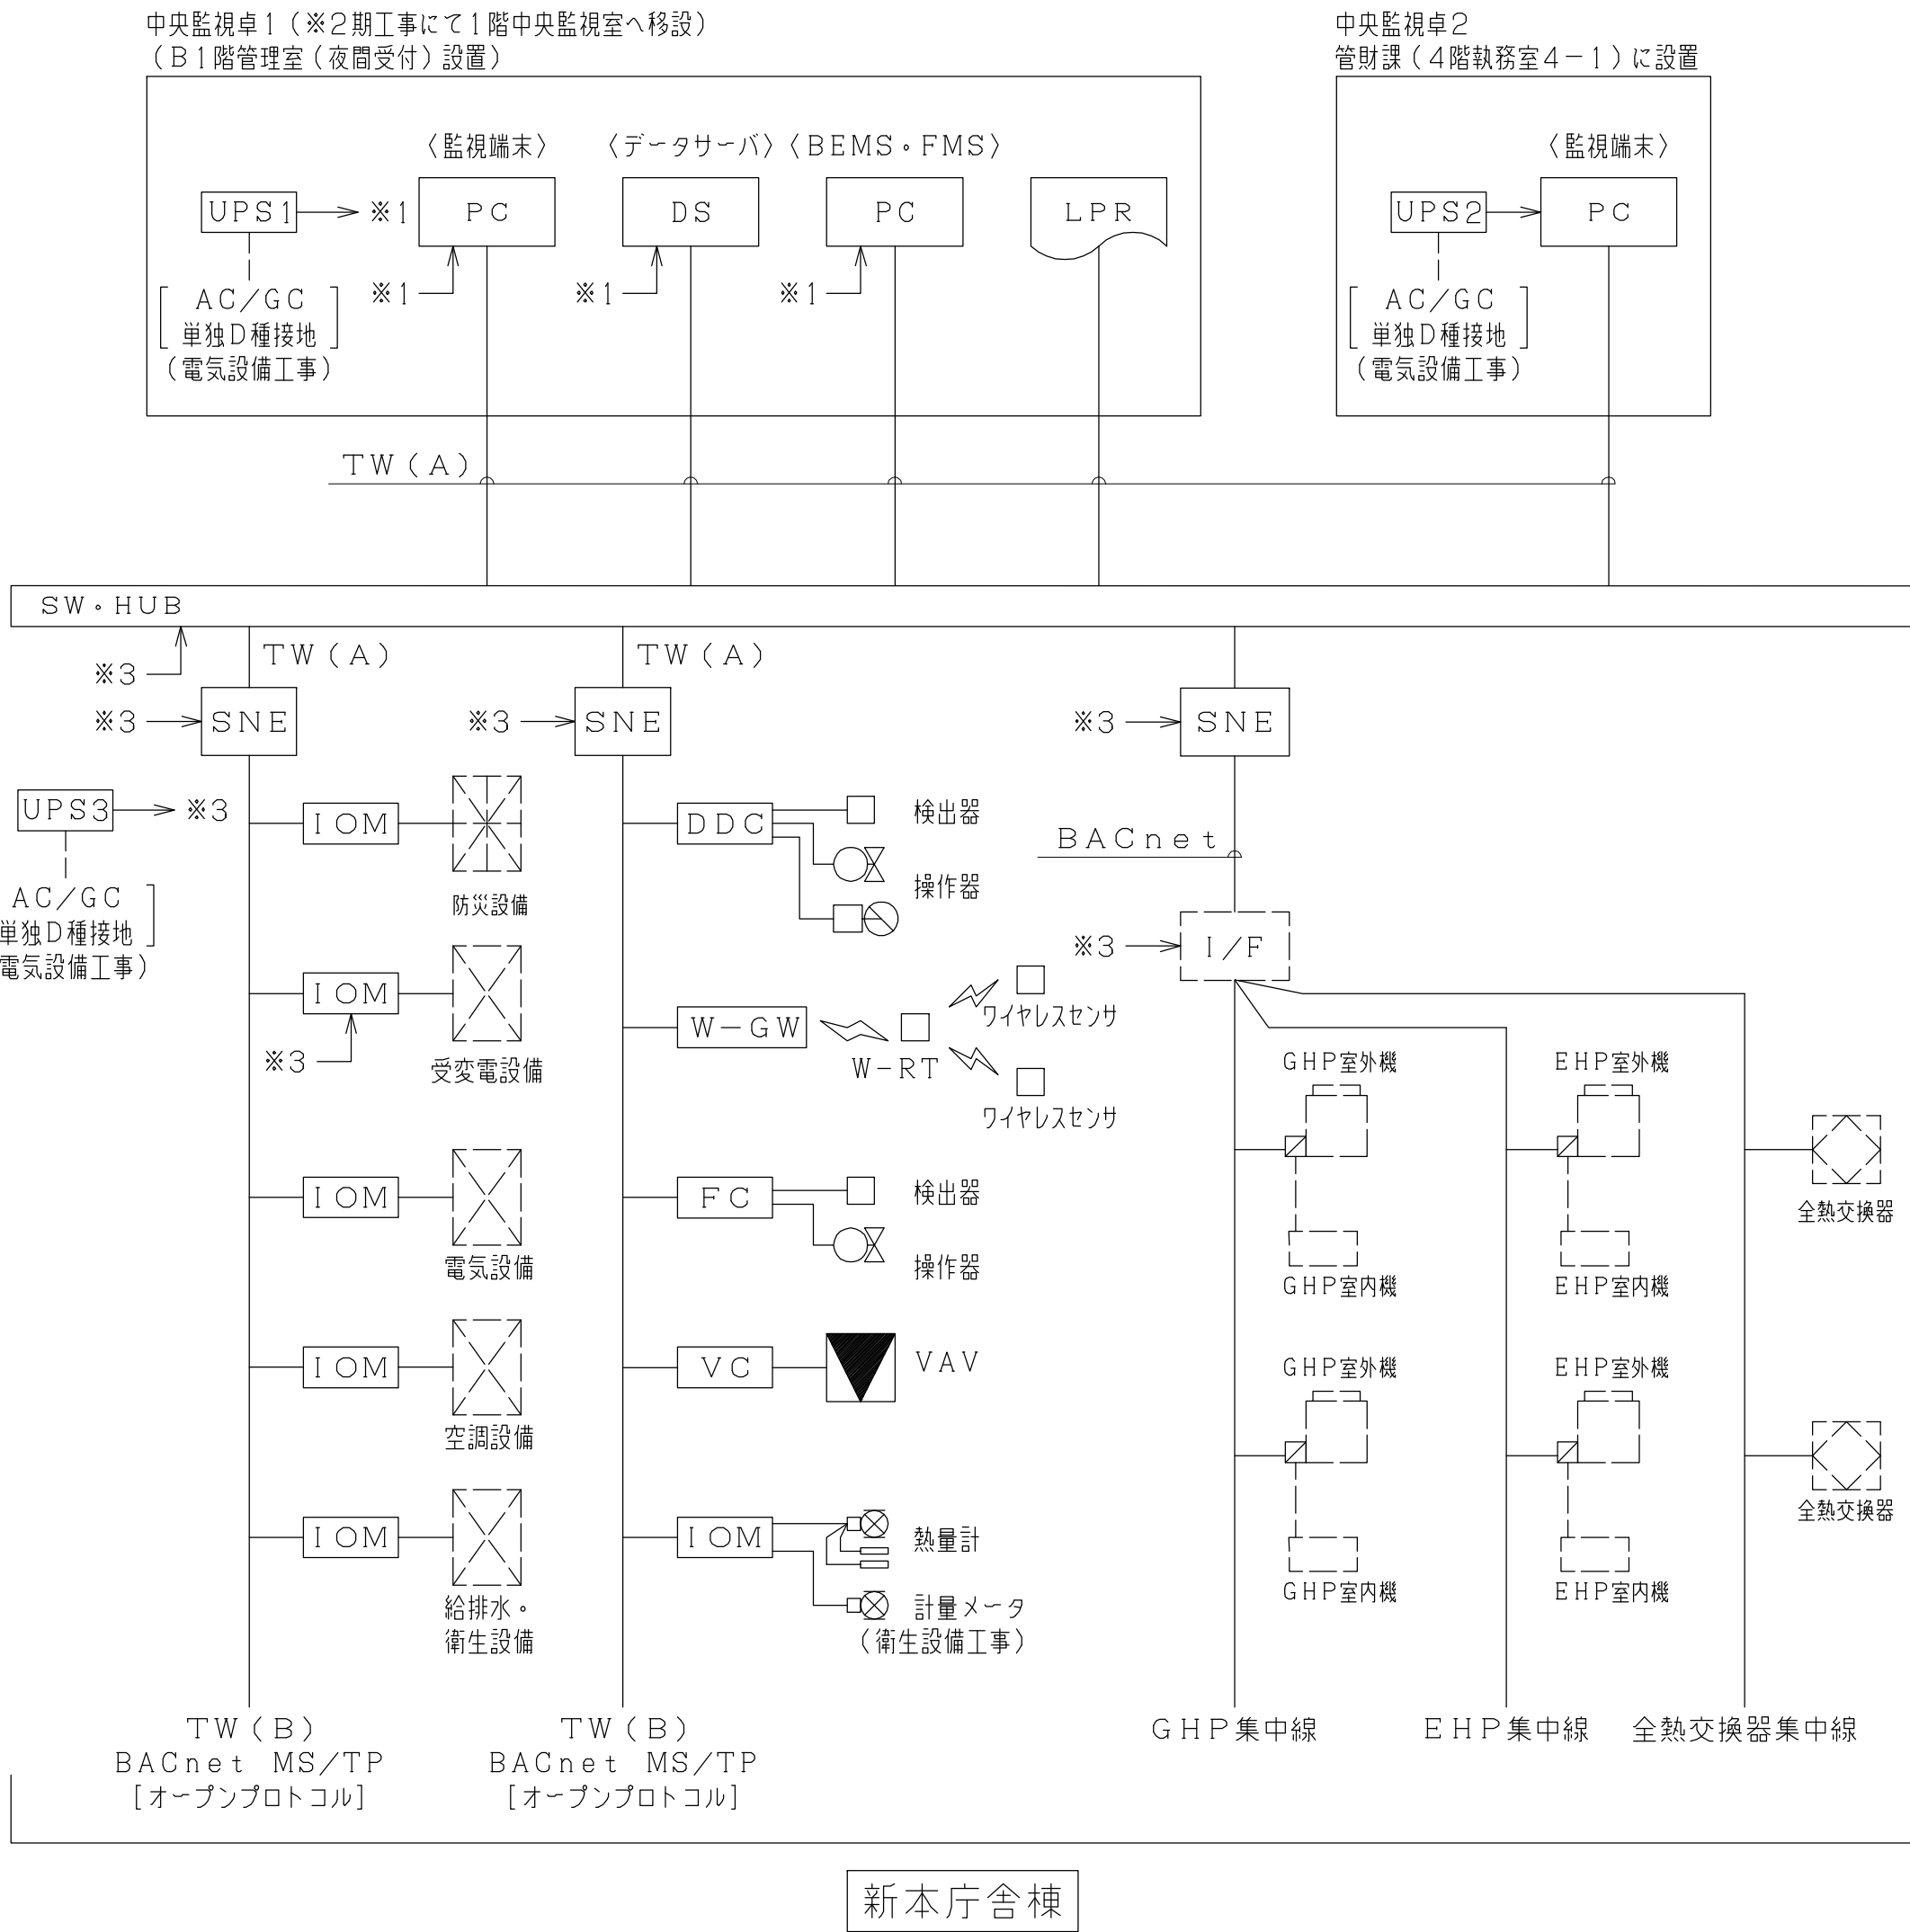 中央監視卓1(※2期工事にて1階中央監視室へ移設)
(B1階管理室(夜間受付)設置)
中央監視卓2
管財課(4階執務室4-1)に設置
〈監視端末〉
〈データサーバ〉
〈BEMS・FMS〉
〈監視端末〉
UPS1
※1
PC
DS
PC
LPR
UPS2
PC
※1
※1
※1
AC/GC
単独D種接地
(電気設備工事)
AC/GC
単独D種接地
(電気設備工事)
TW(A)
SW・HUB
TW(A)
TW(A)
※3
※3
SNE
※3
SNE
※3
SNE
UPS3
※3
AC/GC
単独D種接地
電気設備工事)
IOM
防災設備
IOM
※3
受変電設備
IOM
電気設備
IOM
空調設備
IOM
給排水・
衛生設備
DDC
検出器
操作器
W-GW
W-RT
ワイヤレスセンサ
ワイヤレスセンサ
FC
検出器
操作器
VC
VAV
IOM
熱量計
計量メータ
(衛生設備工事)
BACnet
※3
I/F
GHP室外機
EHP室外機
全熱交換器
GHP室内機
EHP室内機
GHP室外機
EHP室外機
全熱交換器
GHP室内機
EHP室内機
TW(B)
BACnet MS/TP
[オープンプロトコル]
TW(B)
BACnet MS/TP
[オープンプロトコル]
GHP集中線
EHP集中線
全熱交換器集中線
新本庁舎棟